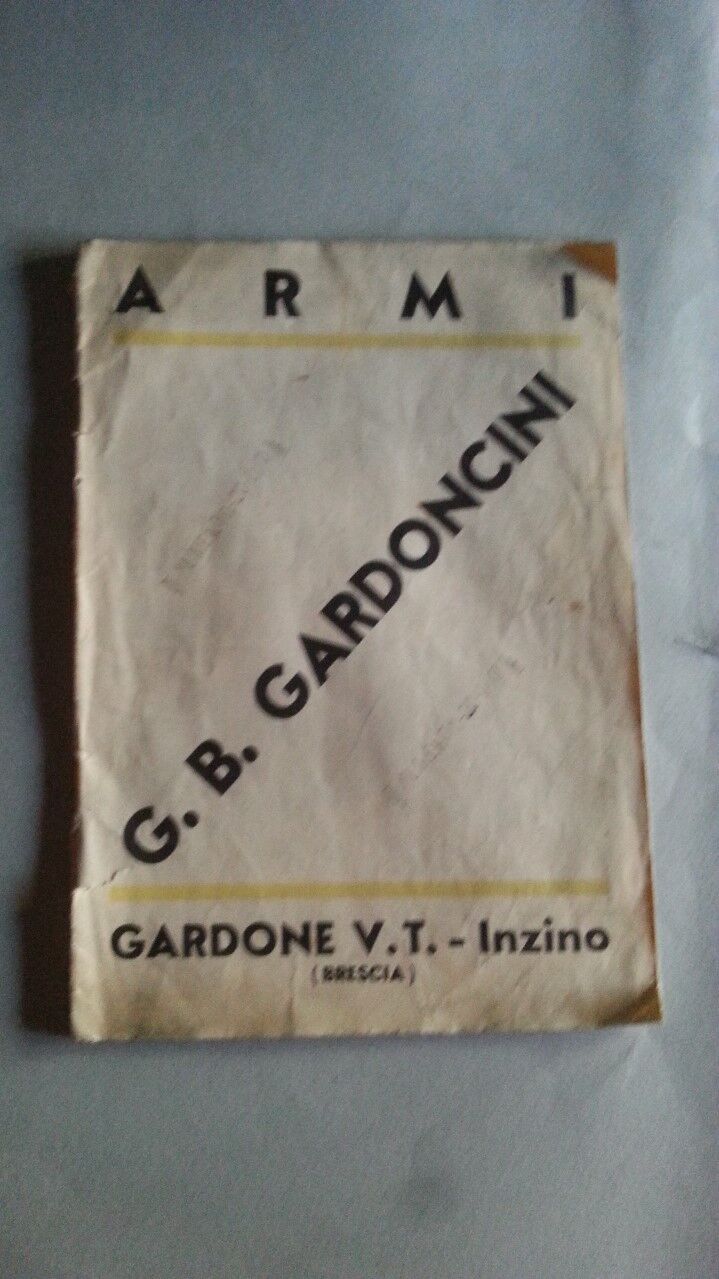 ARMI
G. B. GARDONCINI
GARDONE V.T. - Inzino
(BRESCIA)